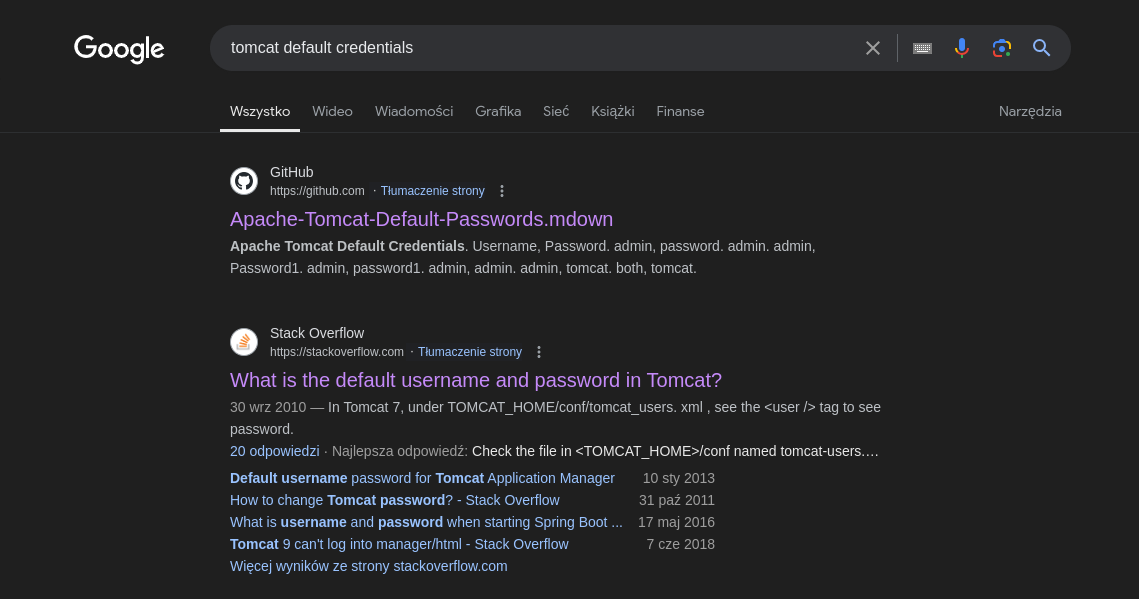 Google
tomcat default credentials
Wszystko Wideo Wiadomości Grafika Sieć Książki Finanse Narzędzia
GitHub
https://github.com · Tłumaczenie strony
Apache-Tomcat-Default-Passwords.mdown
Apache Tomcat Default Credentials. Username, Password. admin, password. admin. admin,
Password1. admin, password1. admin, admin. admin, tomcat. both, tomcat.
Stack Overflow
https://stackoverflow.com · Tłumaczenie strony
What is the default username and password in Tomcat?
30 wrz 2010 — In Tomcat 7, under TOMCAT_HOME/conf/tomcat_users. xml , see the <user /> tag to see
password.
20 odpowiedzi · Najlepsza odpowiedź: Check the file in <TOMCAT_HOME>/conf named tomcat-users.…
Default username password for Tomcat Application Manager 10 sty 2013
How to change Tomcat password? - Stack Overflow 31 paź 2011
What is username and password when starting Spring Boot ... 17 maj 2016
Tomcat 9 can't log into manager/html - Stack Overflow 7 cze 2018
Więcej wyników ze strony stackoverflow.com